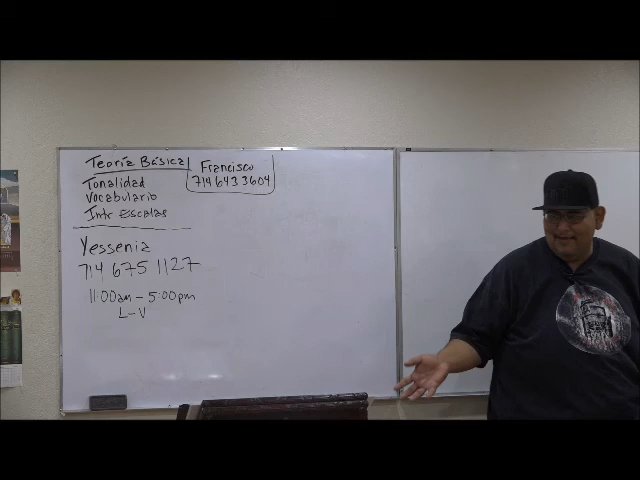 Teoría Básica
Francisco
714 643 3604
Tonalidad
Vocabulario
Intr Escalas
Yessenia
714 675 1127
11:00am - 5:00pm
L-V